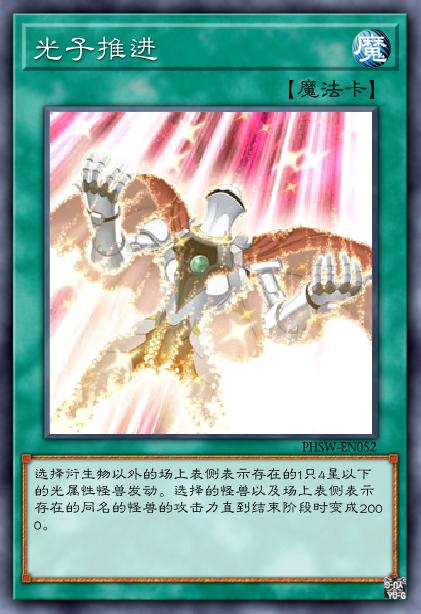 光子推进
魔
【魔法卡】
PHSW-EN052
选择衍生物以外的场上表侧表示存在的1只4星以下
的光属性怪兽发动。选择的怪兽以及场上表侧表示
存在的同名的怪兽的攻击力直到结束阶段时变成200
0。